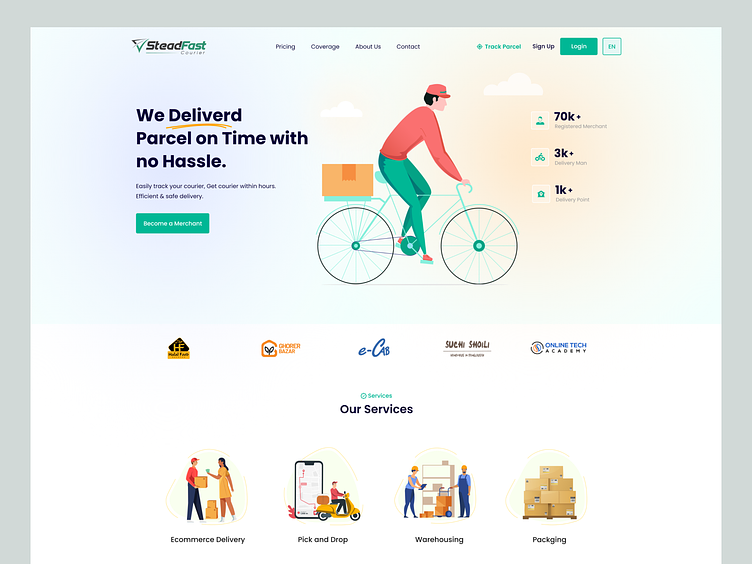 SteadFast
Courier
Pricing
Coverage
About Us
Contact
Track Parcel
Sign Up
Login
EN
We Deliverd
Parcel on Time with
no Hassle.
Easily track your courier, Get courier within hours.
Efficient & safe delivery.
Become a Merchant
70k+
Registered Merchant
3k+
Delivery Man
1k+
Delivery Point
Halal Food
GHORER
BAZAR
e-CAB
SUCHI SHOILI
ONLINE TECH
ACADEMY
Services
Our Services
Ecommerce Delivery
Pick and Drop
Warehousing
Packging